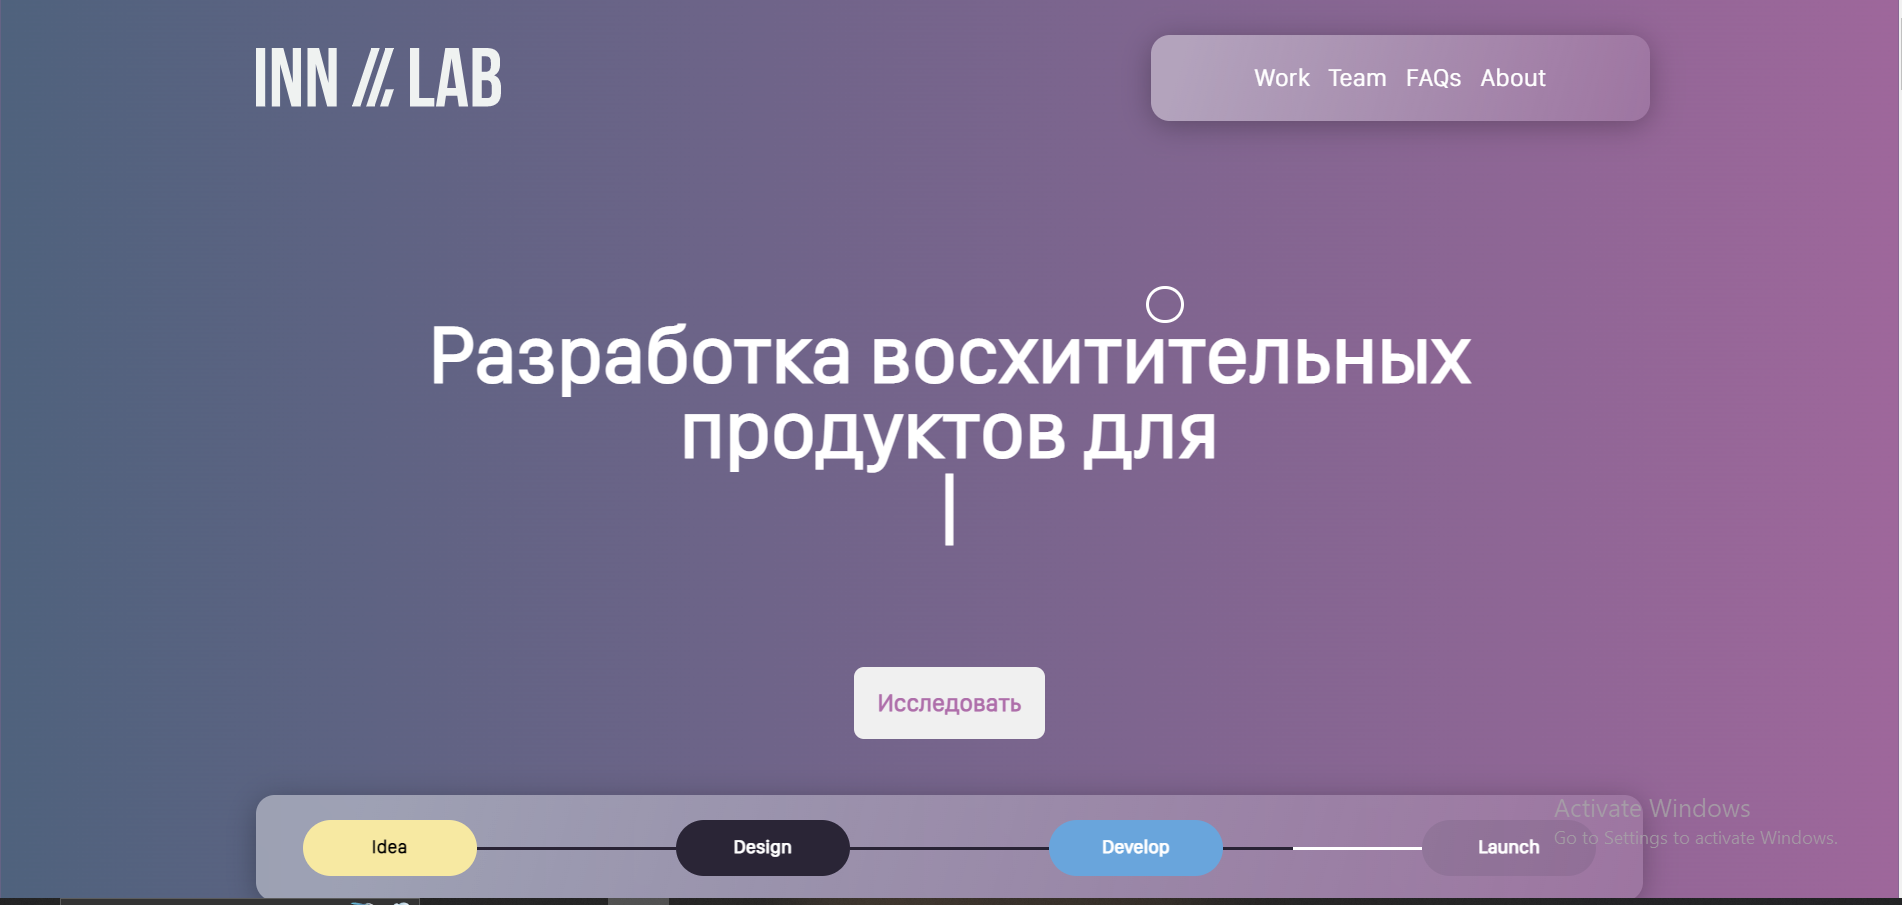 INN /// LAB
Work Team FAQs About
Разработка восхитительных
продуктов для
Исследовать
Idea Design Develop Launch
Activate Windows
Go to Settings to activate Windows.